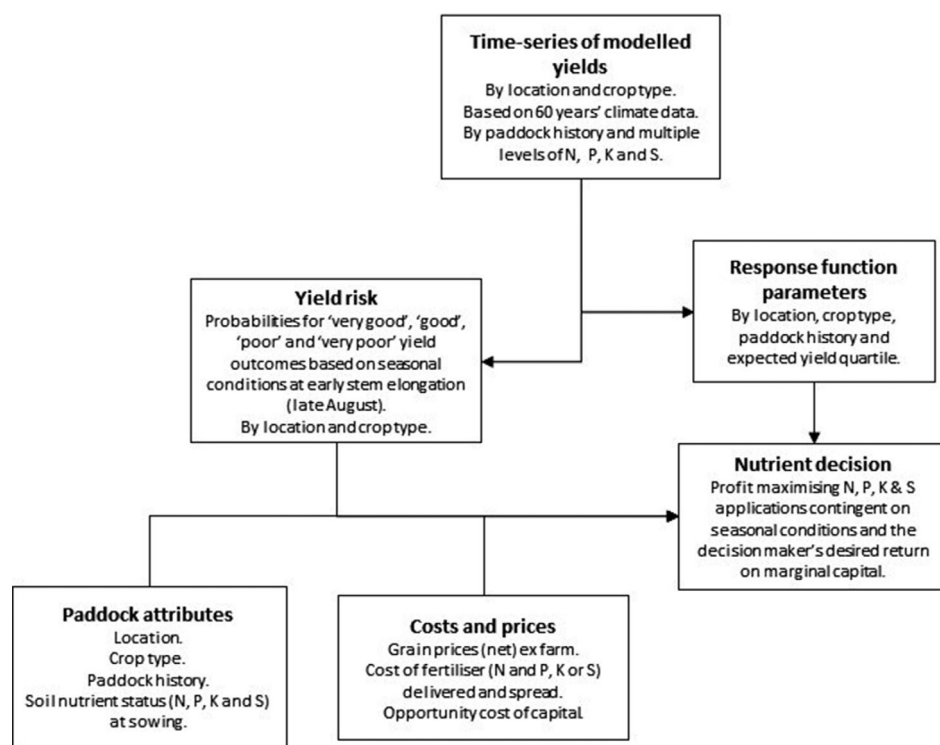 Time-series of modelled
yields
By location and crop type.
Based on 60 years' climate data.
By paddock history and multiple
levels of N, P, K and S.
Response function
parameters
By location, crop type,
paddock history and
expected yield quartile.
Yield risk
Probabilities for 'very good', 'good',
'poor' and 'very poor' yield
outcomes based on seasonal
conditions at early stem elongation
(late August).
By location and crop type.
Nutrient decision
Profit maximising N, P, K & S
applications contingent on
seasonal conditions and the
decision maker's desired return
on marginal capital.
Paddock attributes
Location.
Crop type.
Paddock history.
Soil nutrient status (N, P, K and S)
at sowing.
Costs and prices
Grain prices (net) ex farm.
Cost of fertiliser (N and P, K or S)
delivered and spread.
Opportunity cost of capital.